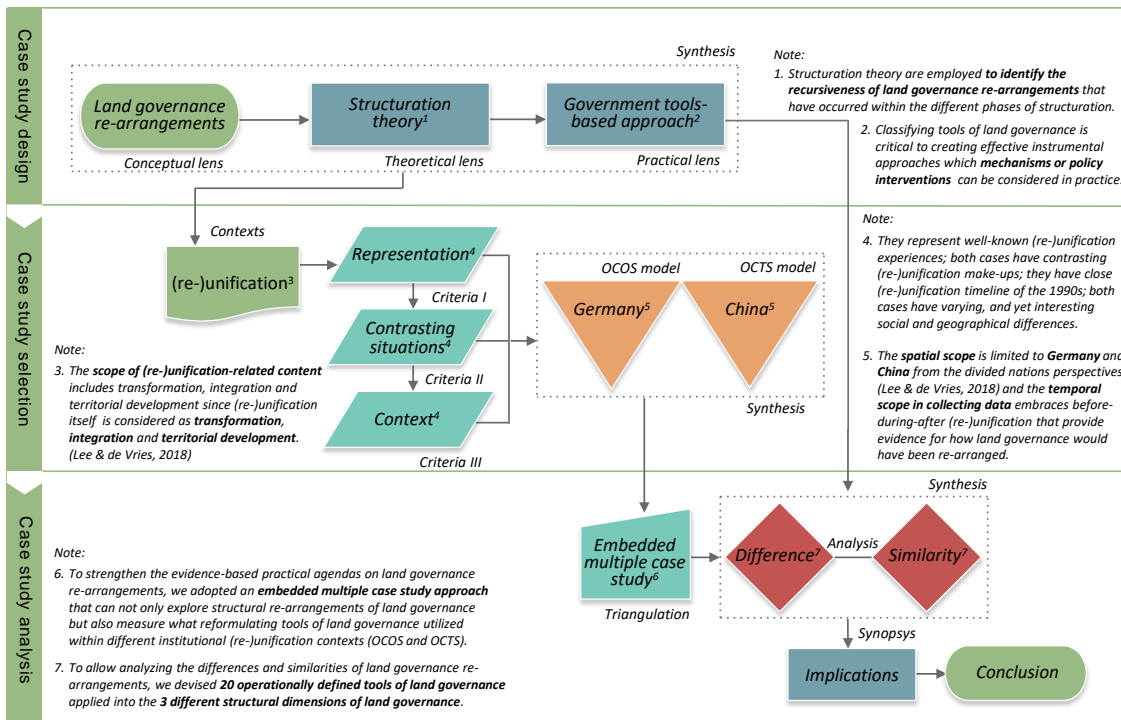 Case study design
Synthesis
Land governance
re-arrangements
Conceptual lens
Structuration
theory1
Theoretical lens
Government tools-
based approach2
Practical lens
Note:
1. Structuration theory are employed to identify the
recursiveness of land governance re-arrangements that
have occurred within the different phases of structuration.
2. Classifying tools of land governance is
critical to creating effective instrumental
approaches which mechanisms or policy
interventions can be considered in practice.
Case study selection
Contexts
(re-)unification3
Representation4
Criteria I
Contrasting
situations4
Criteria II
Context4
Criteria III
OCOS model
OCTS model
Germany5
China5
Synthesis
Note:
3. The scope of (re-)unification-related content
includes transformation, integration and
territorial development since (re-)unification
itself is considered as transformation,
integration and territorial development.
(Lee & de Vries, 2018)
Note:
4. They represent well-known (re-)unification
experiences; both cases have contrasting
(re-)unification make-ups; they have close
(re-)unification timeline of the 1990s; both
cases have varying, and yet interesting
social and geographical differences.
5. The spatial scope is limited to Germany and
China from the divided nations perspectives
(Lee & de Vries, 2018) and the temporal
scope in collecting data embraces before-
during-after (re-)unification that provide
evidence for how land governance would
have been re-arranged.
Case study analysis
Note:
6. To strengthen the evidence-based practical agendas on land governance
re-arrangements, we adopted an embedded multiple case study approach
that can not only explore structural re-arrangements of land governance
but also measure what reformulating tools of land governance utilized
within different institutional (re-)unification contexts (OCOS and OCTS).
7. To allow analyzing the differences and similarities of land governance re-
arrangements, we devised 20 operationally defined tools of land governance
applied into the 3 different structural dimensions of land governance.
Embedded
multiple case
study6
Triangulation
Synthesis
Difference7
Analysis
Similarity7
Synopsys
Implications
Conclusion